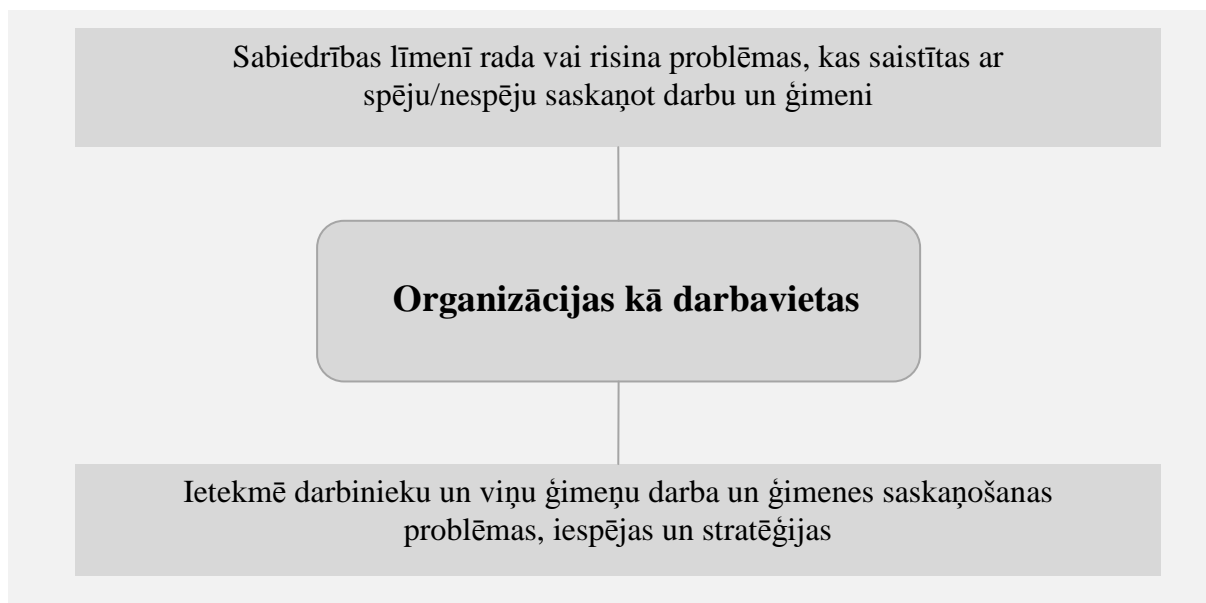 Sabiedrības līmenī rada vai risina problēmas, kas saistītas ar
spēju/nespēju saskaņot darbu un ģimeni
Organizācijas kā darbavietas
Ietekmē darbinieku un viņu ģimeņu darba un ģimenes saskaņošanas
problēmas, iespējas un stratēģijas